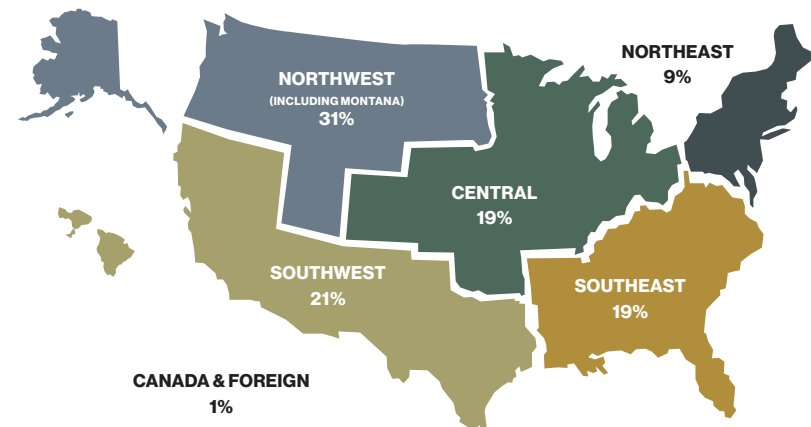 NORTHEAST
9%
NORTHWEST
(INCLUDING MONTANA)
31%
CENTRAL
19%
SOUTHWEST
21%
SOUTHEAST
19%
CANADA & FOREIGN
1%